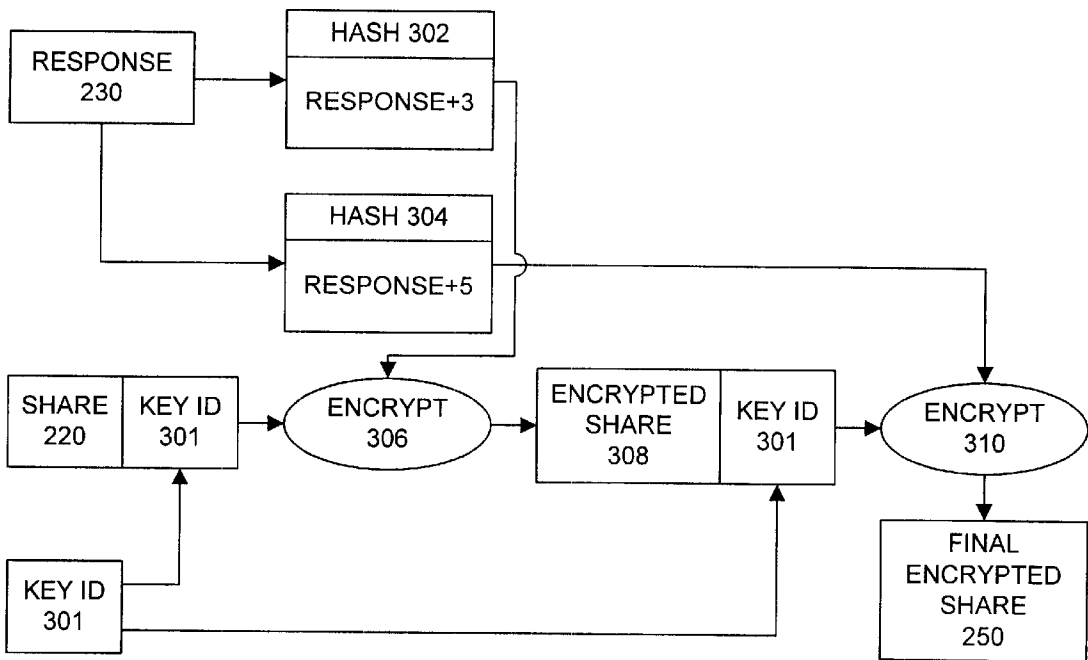 RESPONSE
230
HASH 302
RESPONSE+3
HASH 304
RESPONSE+5
SHARE
220
KEY ID
301
ENCRYPT
306
ENCRYPTED
SHARE
308
KEY ID
301
ENCRYPT
310
KEY ID
301
FINAL
ENCRYPTED
SHARE
250